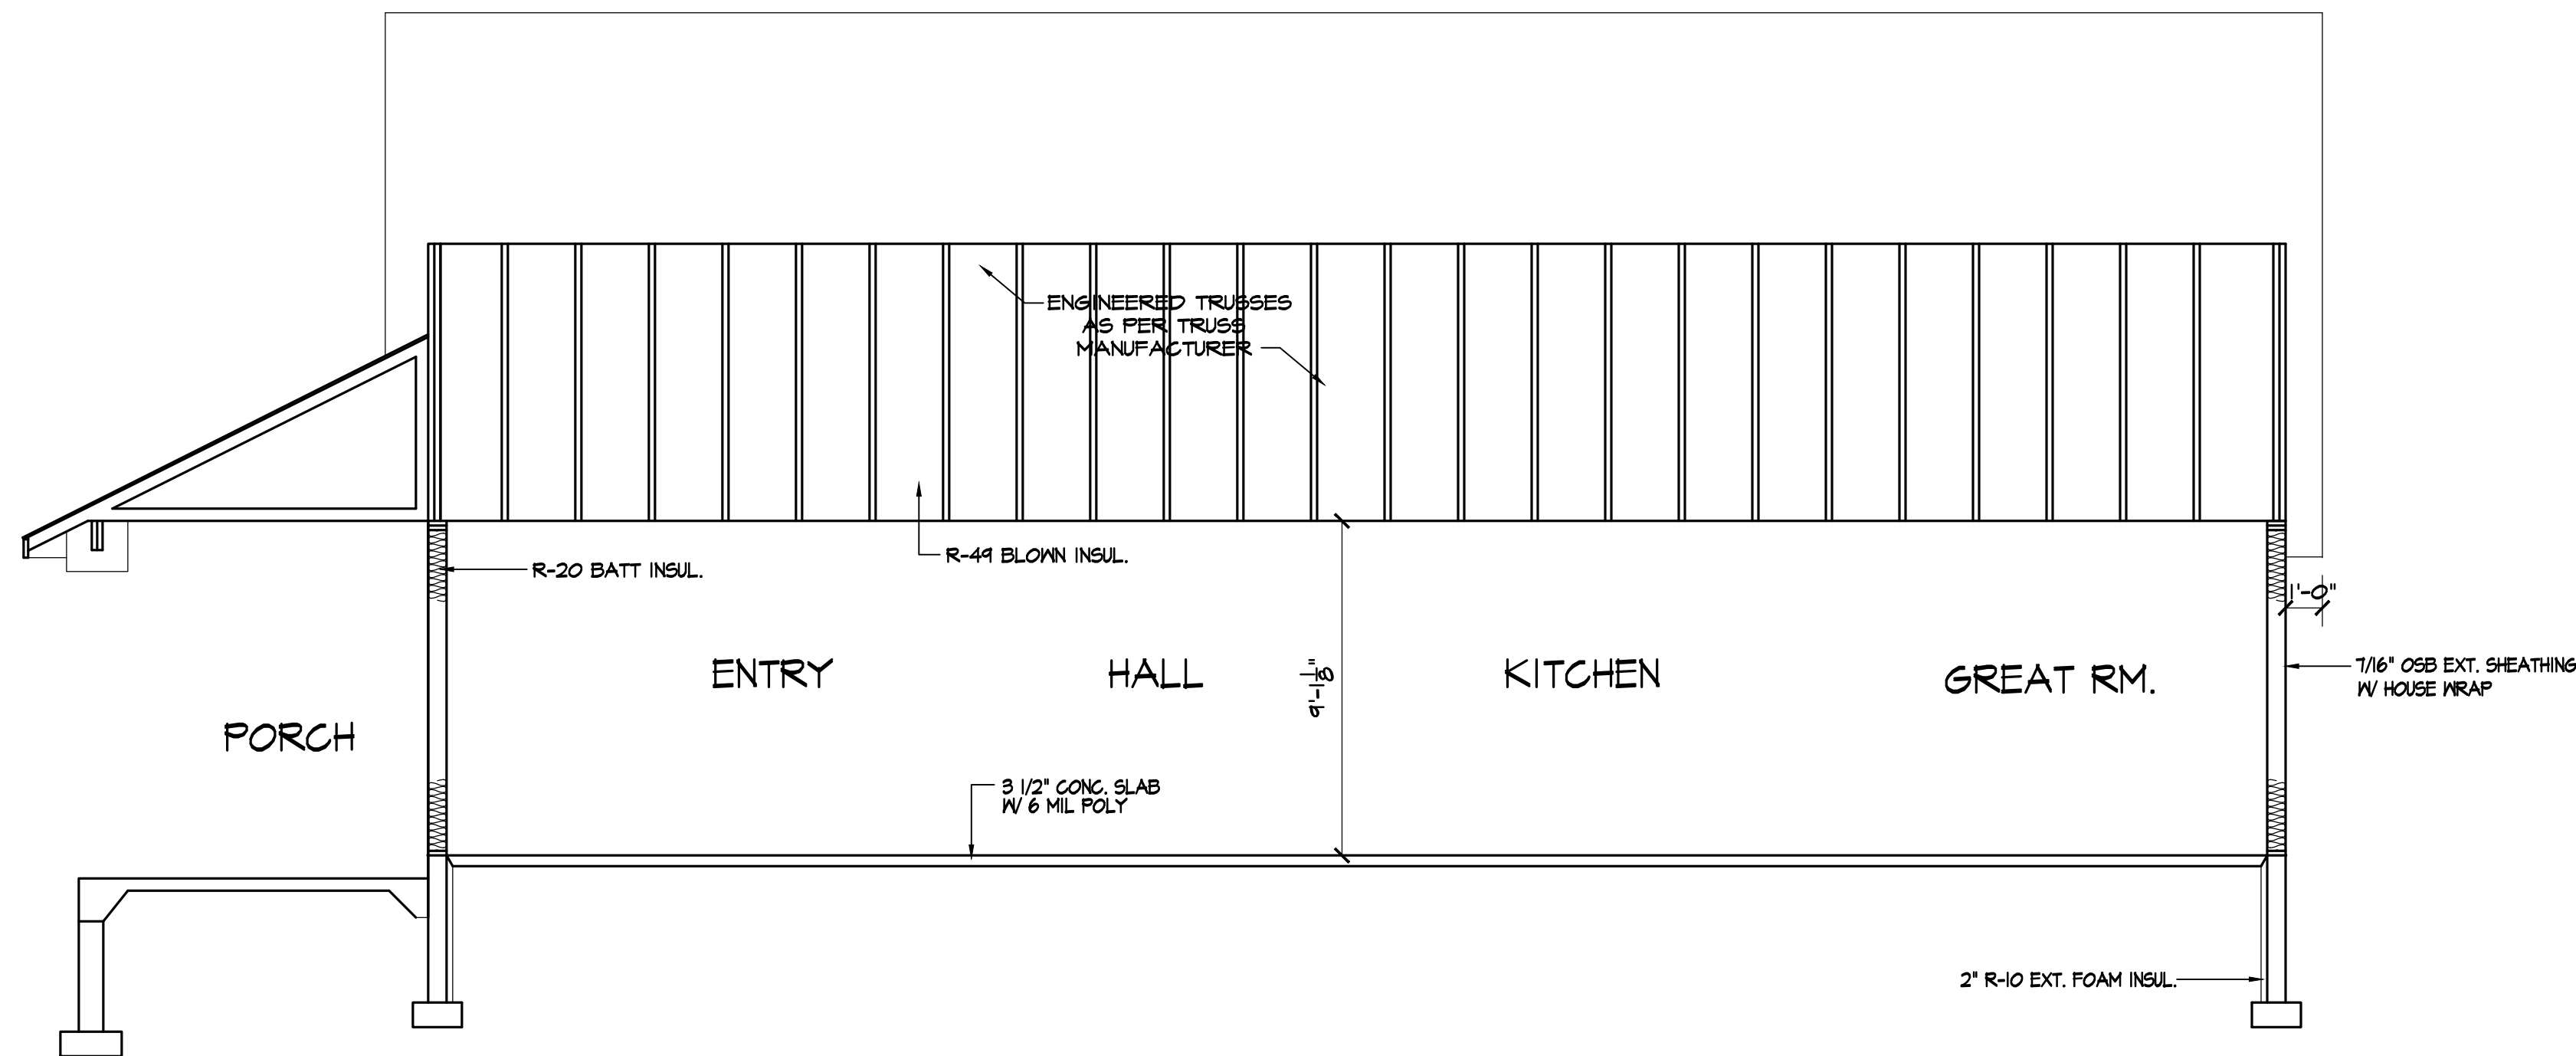 ENGINEERED TRUSSES
AS PER TRUSS
MANUFACTURER
R-20 BATT INSUL.
R-49 BLOWN INSUL.
1'-0"
ENTRY
HALL
KITCHEN
GREAT RM.
7/16" OSB EXT. SHEATHING
W/ HOUSE WRAP
9'-1 1/8"
PORCH
3 1/2" CONC. SLAB
W/ 6 MIL POLY
2" R-10 EXT. FOAM INSUL.